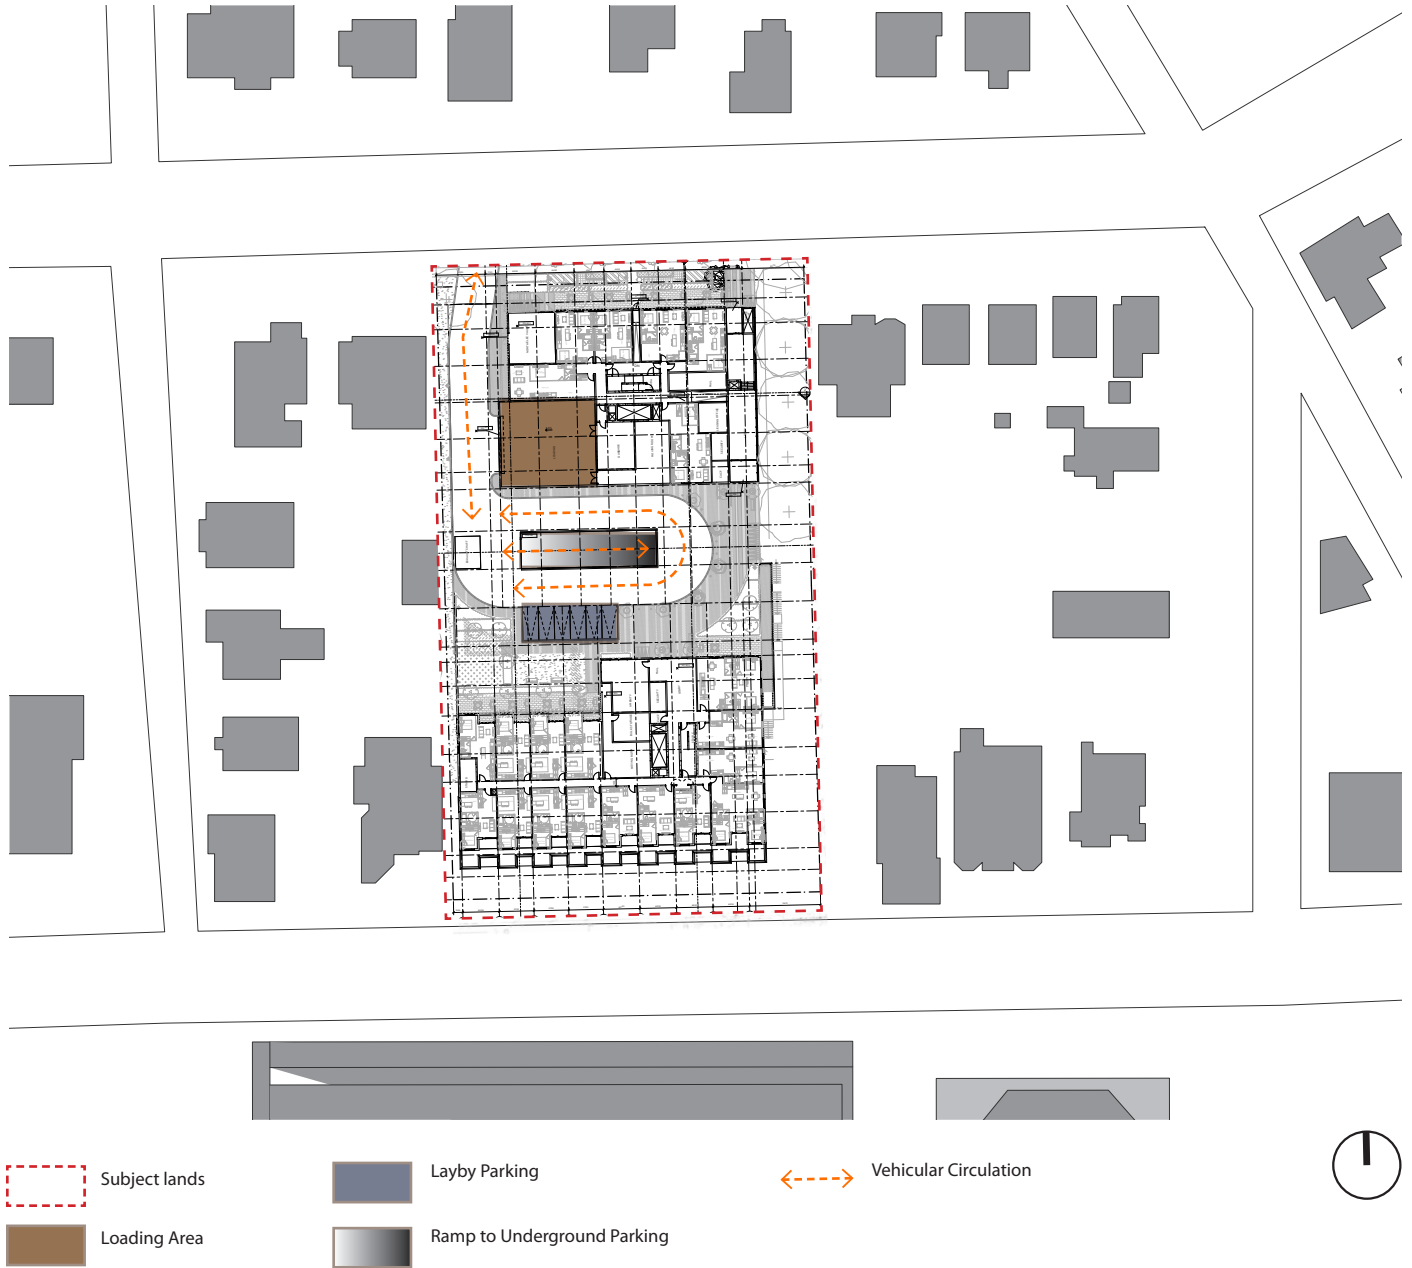 Subject lands
Layby Parking
Vehicular Circulation
Loading Area
Ramp to Underground Parking